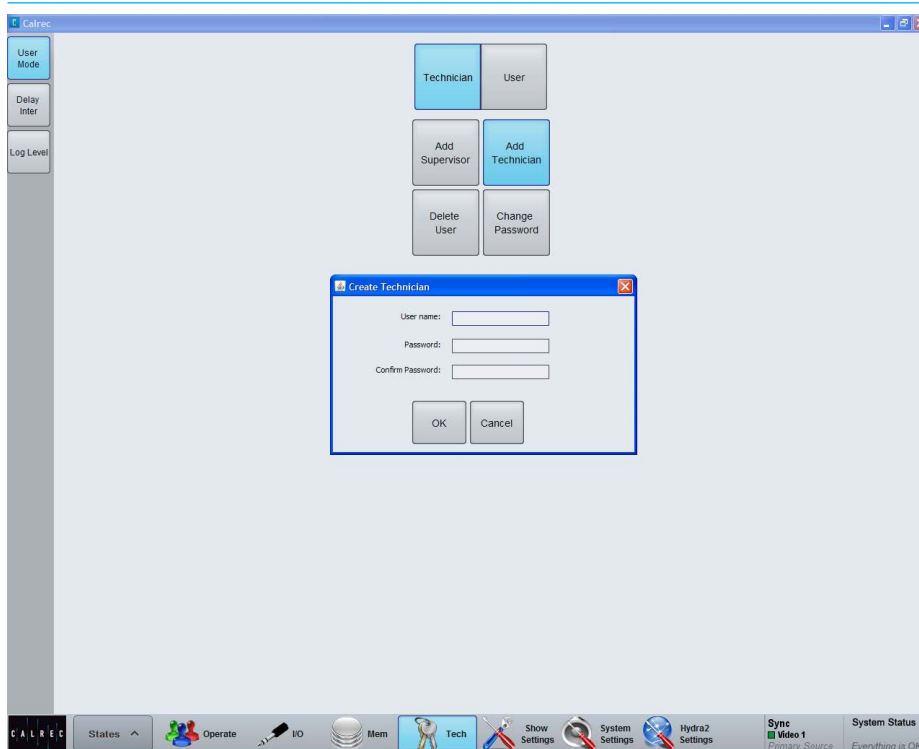 Calrec
User
Mode
Delay
Inter
Log Level
Technician
User
Add
Supervisor
Add
Technician
Delete
User
Change
Password
Create Technician
User name:
Password:
Confirm Password:
OK
Cancel
CALREC
States
Operate
I/O
Mem
Tech
Show
Settings
System
Settings
Hydra2
Settings
Sync
Video 1
Primary Source
System Status
Everything is